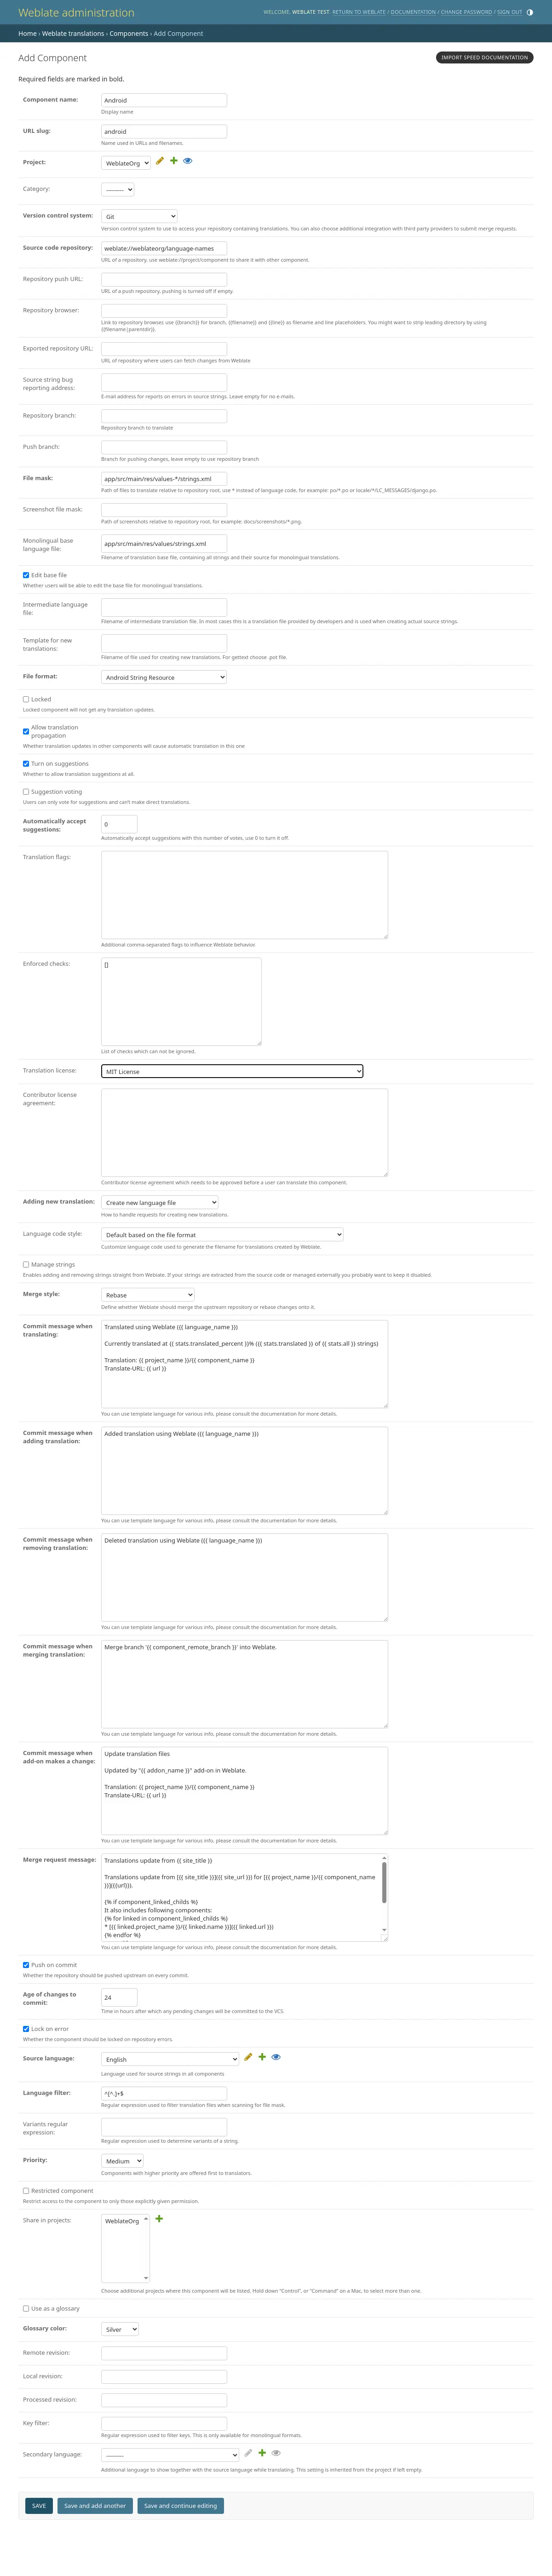 Weblate administration
WELCOME, WEBLATE TEST. RETURN TO WEBLATE / DOCUMENTATION / CHANGE PASSWORD / SIGN OUT
Home › Weblate translations › Components › Add Component
Add Component
IMPORT SPEED DOCUMENTATION
Required fields are marked in bold.
Component name:
Android
Display name
URL slug:
android
Name used in URLs and filenames.
Project:
WeblateOrg
Category:
---------
Version control system:
Git
Version control system to use to access your repository containing translations. You can also choose additional integration with third party providers to submit merge requests.
Source code repository:
weblate://weblateorg/language-names
URL of a repository, use weblate://project/component to share it with other component.
Repository push URL:
URL of a push repository, pushing is turned off if empty.
Repository browser:
Link to repository browser, use {{branch}} for branch, {{filename}} and {{line}} as filename and line placeholders. You might want to strip leading directory by using
{{filename|parentdir}}.
Exported repository URL:
URL of repository where users can fetch changes from Weblate
Source string bug
reporting address:
E-mail address for reports on errors in source strings. Leave empty for no e-mails.
Repository branch:
Repository branch to translate
Push branch:
Branch for pushing changes, leave empty to use repository branch
File mask:
app/src/main/res/values-*/strings.xml
Path of files to translate relative to repository root, use * instead of language code, for example: po/*.po or locale/*/LC_MESSAGES/django.po.
Screenshot file mask:
Path of screenshots relative to repository root, for example: docs/screenshots/*.png.
Monolingual base
language file:
app/src/main/res/values/strings.xml
Filename of translation base file, containing all strings and their source for monolingual translations.
Edit base file
Whether users will be able to edit the base file for monolingual translations.
Intermediate language
file:
Filename of intermediate translation file. In most cases this is a translation file provided by developers and is used when creating actual source strings.
Template for new
translations:
Filename of file used for creating new translations. For gettext choose .pot file.
File format:
Android String Resource
Locked
Locked component will not get any translation updates.
Allow translation
propagation
Whether translation updates in other components will cause automatic translation in this one
Turn on suggestions
Whether to allow translation suggestions at all.
Suggestion voting
Users can only vote for suggestions and can't make direct translations.
Automatically accept
suggestions:
0
Automatically accept suggestions with this number of votes, use 0 to turn it off.
Translation flags:
Additional comma-separated flags to influence Weblate behavior.
Enforced checks:
[]
List of checks which can not be ignored.
Translation license:
MIT License
Contributor license
agreement:
Contributor license agreement which needs to be approved before a user can translate this component.
Adding new translation:
Create new language file
How to handle requests for creating new translations.
Language code style:
Default based on the file format
Customize language code used to generate the filename for translations created by Weblate.
Manage strings
Enables adding and removing strings straight from Weblate. If your strings are extracted from the source code or managed externally you probably want to keep it disabled.
Merge style:
Rebase
Define whether Weblate should merge the upstream repository or rebase changes onto it.
Commit message when
translating:
Translated using Weblate ({{ language_name }})
Currently translated at {{ stats.translated_percent }}% ({{ stats.translated }} of {{ stats.all }} strings)
Translation: {{ project_name }}/{{ component_name }}
Translate-URL: {{ url }}
You can use template language for various info, please consult the documentation for more details.
Commit message when
adding translation:
Added translation using Weblate ({{ language_name }})
You can use template language for various info, please consult the documentation for more details.
Commit message when
removing translation:
Deleted translation using Weblate ({{ language_name }})
You can use template language for various info, please consult the documentation for more details.
Commit message when
merging translation:
Merge branch '{{ component_remote_branch }}' into Weblate.
You can use template language for various info, please consult the documentation for more details.
Commit message when
add-on makes a change:
Update translation files
Updated by "{{ addon_name }}" add-on in Weblate.
Translation: {{ project_name }}/{{ component_name }}
Translate-URL: {{ url }}
You can use template language for various info, please consult the documentation for more details.
Merge request message:
Translations update from {{ site_title }}
Translations update from [{{ site_title }}]({{ site_url }}) for [{{ project_name }}/{{ component_name
}}]({{url}}).
{% if component_linked_childs %}
It also includes following components:
{% for linked in component_linked_childs %}
* [{{ linked.project_name }}/{{ linked.name }}]({{ linked.url }})
{% endfor %}
You can use template language for various info, please consult the documentation for more details.
Push on commit
Whether the repository should be pushed upstream on every commit.
Age of changes to
commit:
24
Time in hours after which any pending changes will be committed to the VCS.
Lock on error
Whether the component should be locked on repository errors.
Source language:
English
Language used for source strings in all components
Language filter:
^[^.]+$
Regular expression used to filter translation files when scanning for file mask.
Variants regular
expression:
Regular expression used to determine variants of a string.
Priority:
Medium
Components with higher priority are offered first to translators.
Restricted component
Restrict access to the component to only those explicitly given permission.
Share in projects:
WeblateOrg
Choose additional projects where this component will be listed. Hold down “Control”, or “Command” on a Mac, to select more than one.
Use as a glossary
Glossary color:
Silver
Remote revision:
Local revision:
Processed revision:
Key filter:
Regular expression used to filter keys. This is only available for monolingual formats.
Secondary language:
---------
Additional language to show together with the source language while translating. This setting is inherited from the project if left empty.
SAVE
Save and add another
Save and continue editing